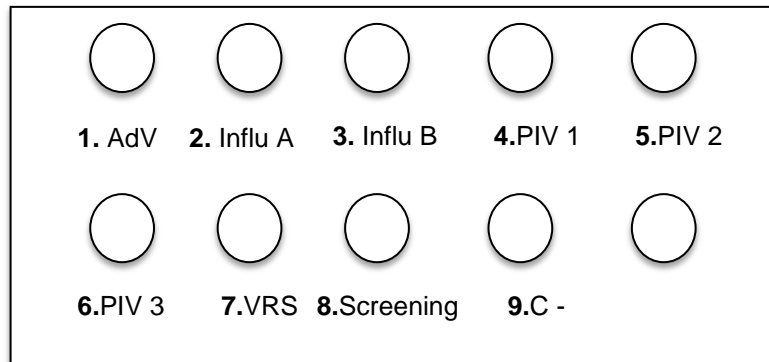 1. AdV 2. Influ A 3. Influ B 4.PIV 1 5.PIV 2
6.PIV 3 7.VRS 8.Screening 9.C -